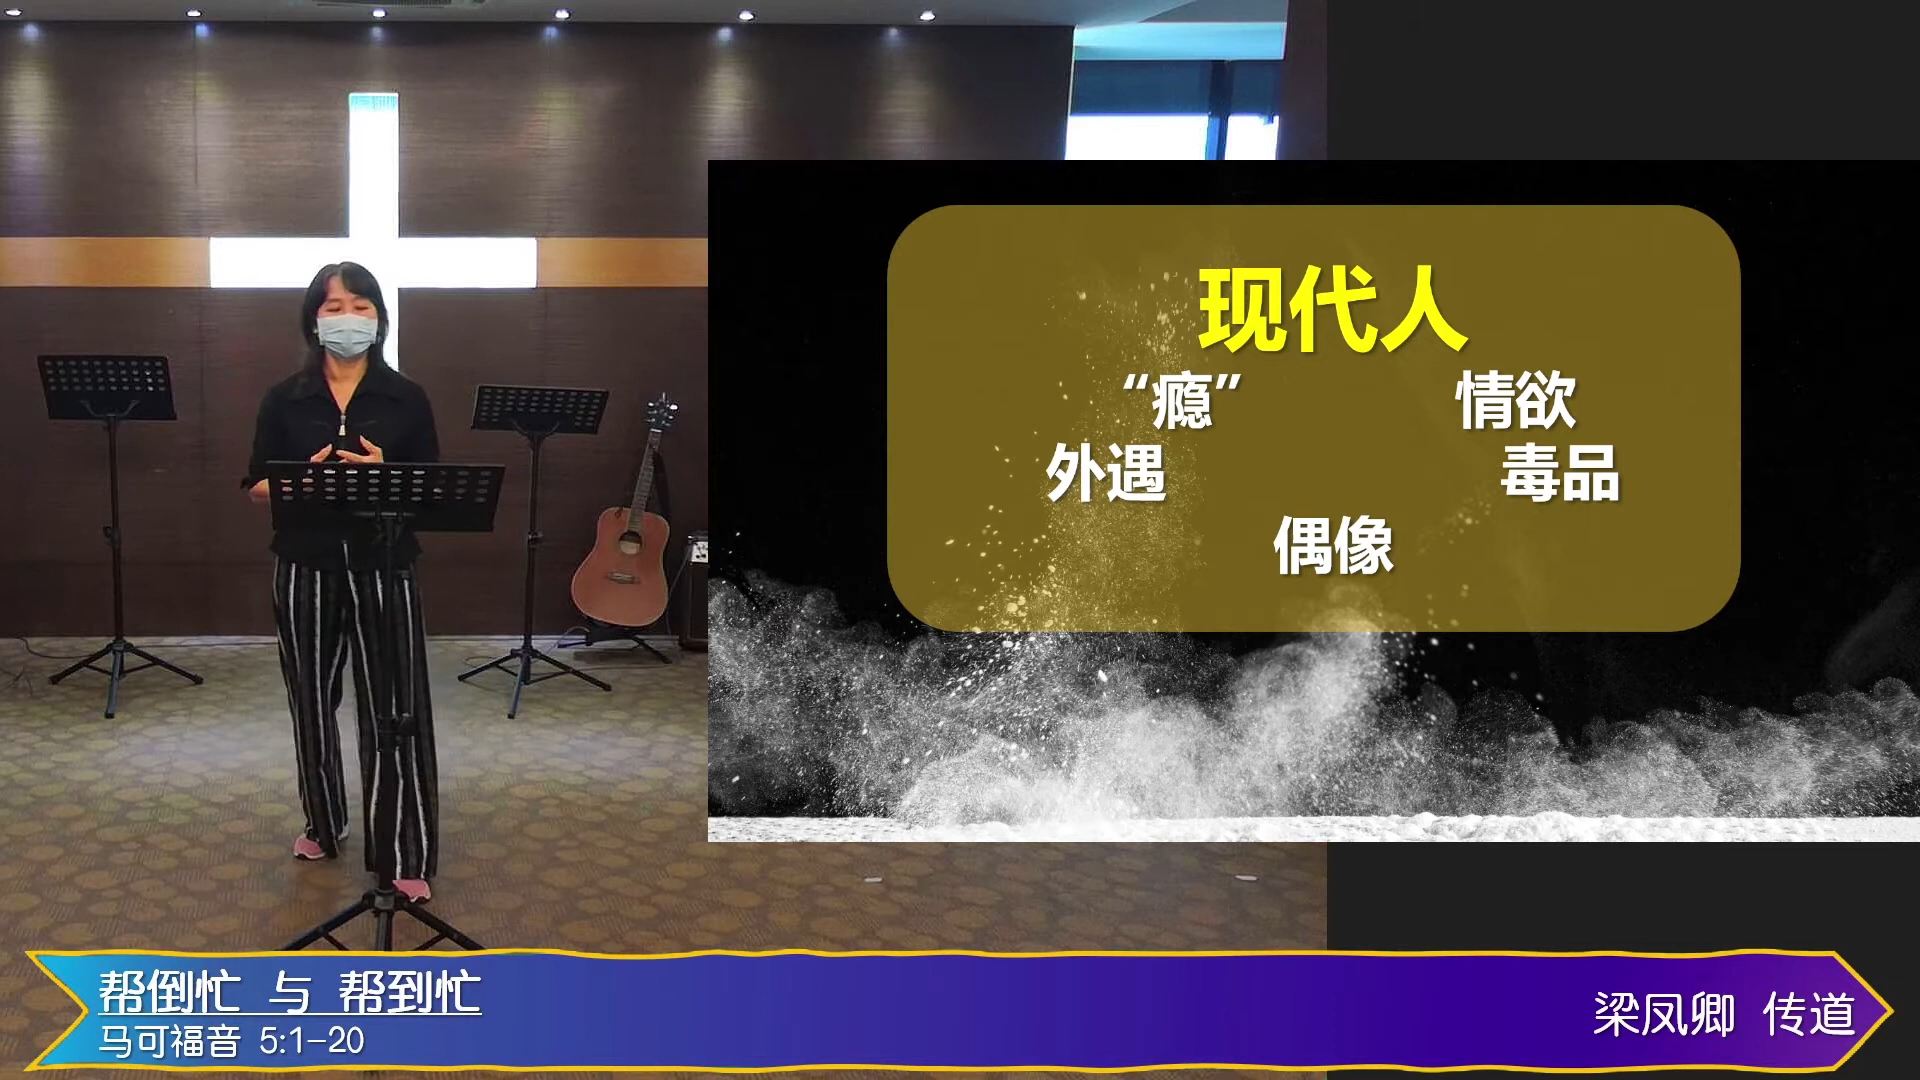 现代人
“瘾” 情欲
外遇 毒品
偶像
帮倒忙 与 帮到忙
马可福音 5:1-20
梁凤卿 传道